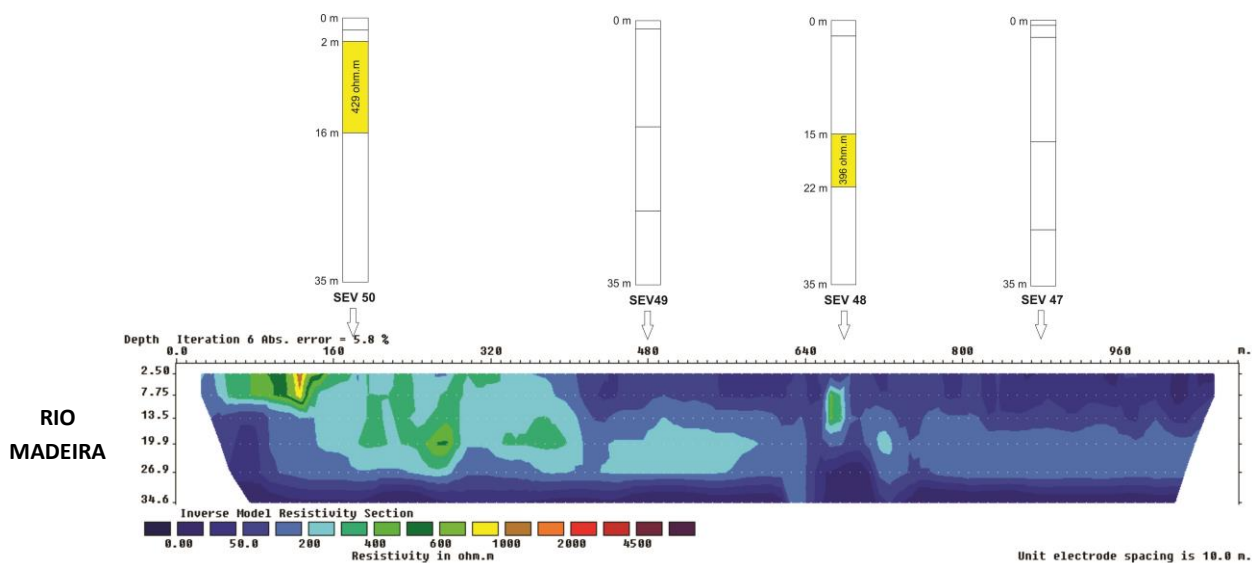 0 m
2 m
429 ohm.m
16 m
35 m
SEV 50
0 m
35 m
SEV49
0 m
15 m
396 ohm.m
22 m
35 m
SEV 48
0 m
35 m
SEV 47
Depth Iteration 6 Abs. error = 5.8 %
0.0 160 320 480 640 800 960 m.
2.50
7.75
13.5
19.9
26.9
34.6
RIO
MADEIRA
Inverse Model Resistivity Section
0.00 50.0 200 400 600 1000 2000 4500
Resistivity in ohm.m
Unit electrode spacing is 10.0 m.